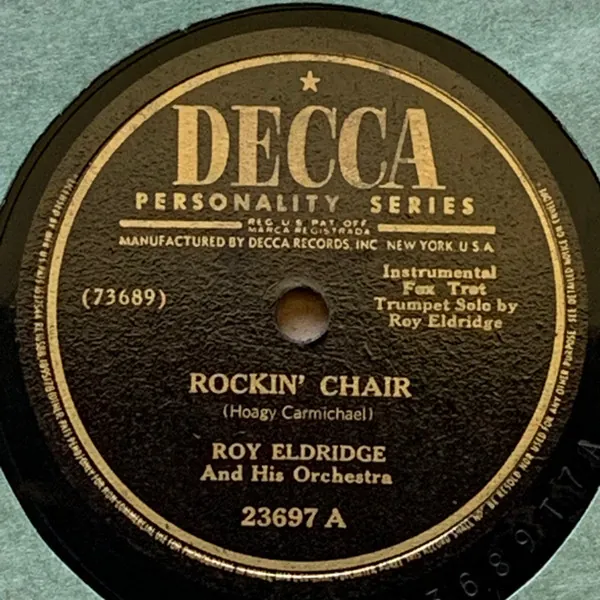 DECCA
PERSONALITY SERIES
REG. U.S. PAT. OFF.
MARCA REGISTRADA
MANUFACTURED BY DECCA RECORDS, INC. NEW YORK, U.S.A.
(73689)
Instrumental
Fox Trot
Trumpet Solo by
Roy Eldridge
ROCKIN' CHAIR
(Hoagy Carmichael)
ROY ELDRIDGE
And His Orchestra
23697 A